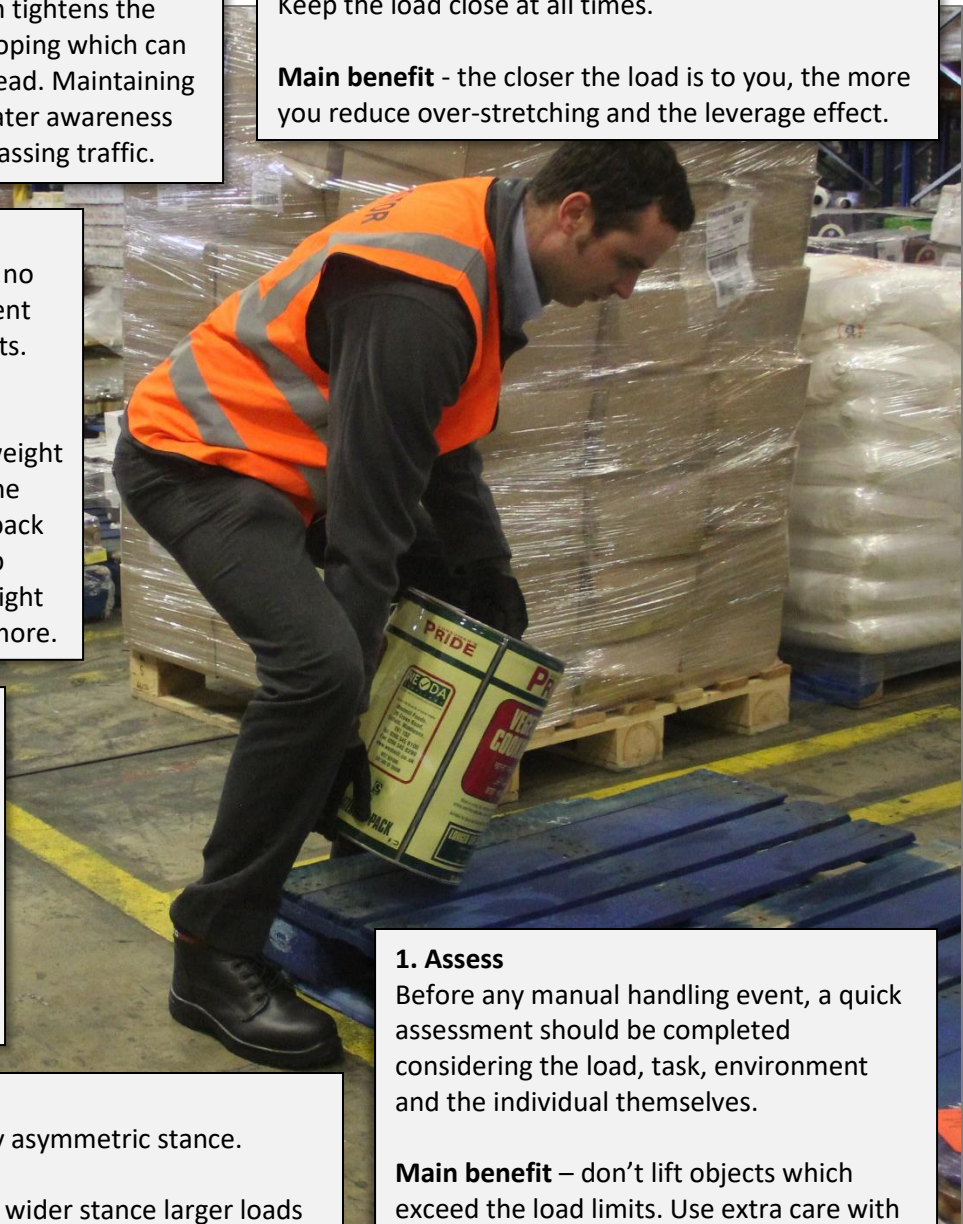 tightens the
oping which can
ead. Maintaining
ater awareness
assing traffic.
Keep the load close at all times.
Main benefit - the closer the load is to you, the more
you reduce over-stretching and the leverage effect.
no
ent
ts.
weight
he
back
o
ight
more.
PRIDE
NEODA
PACK
1. Assess
Before any manual handling event, a quick
assessment should be completed
considering the load, task, environment
and the individual themselves.
Main benefit – don’t lift objects which
exceed the load limits. Use extra care with
y asymmetric stance.
wider stance larger loads